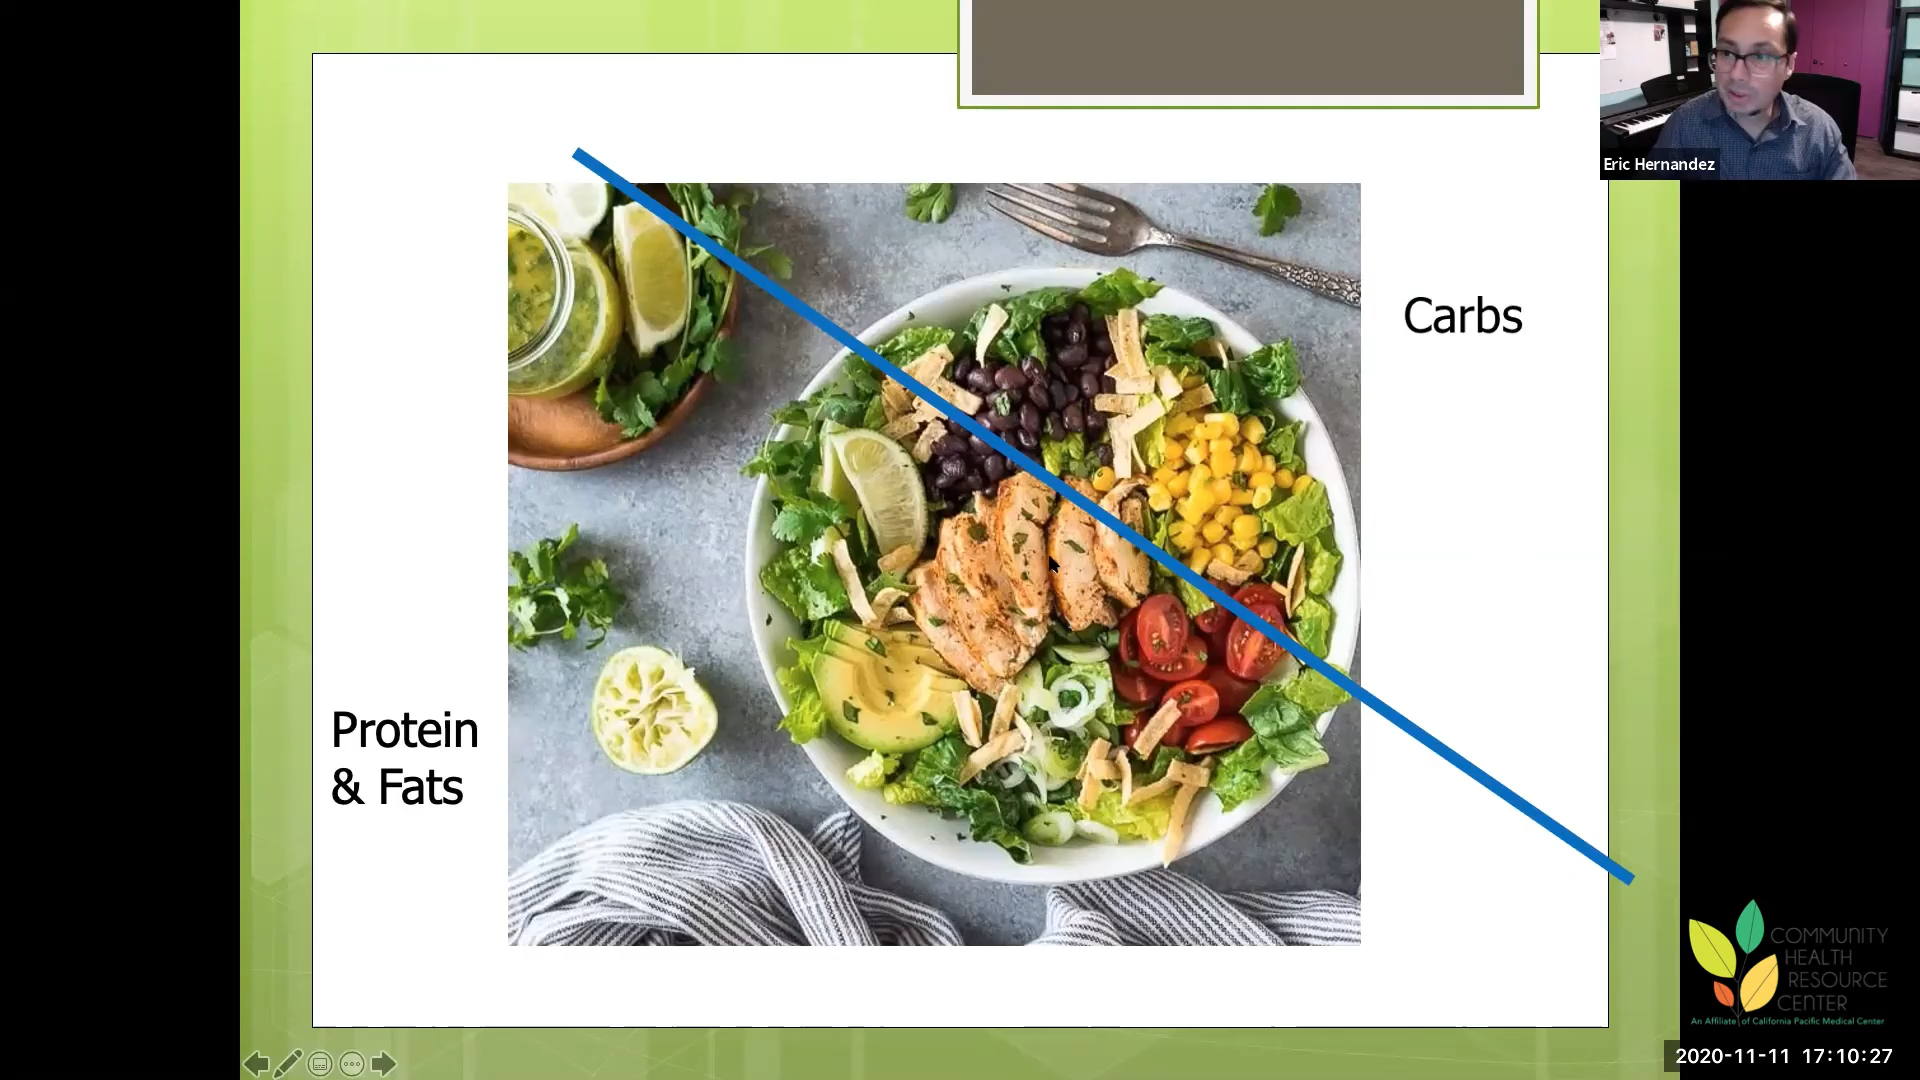 Eric Hernandez
Carbs
Protein
& Fats
COMMUNITY
HEALTH
RESOURCE
CENTER
An Affiliate of California Pacific Medical Center
2020-11-11 17:10:27